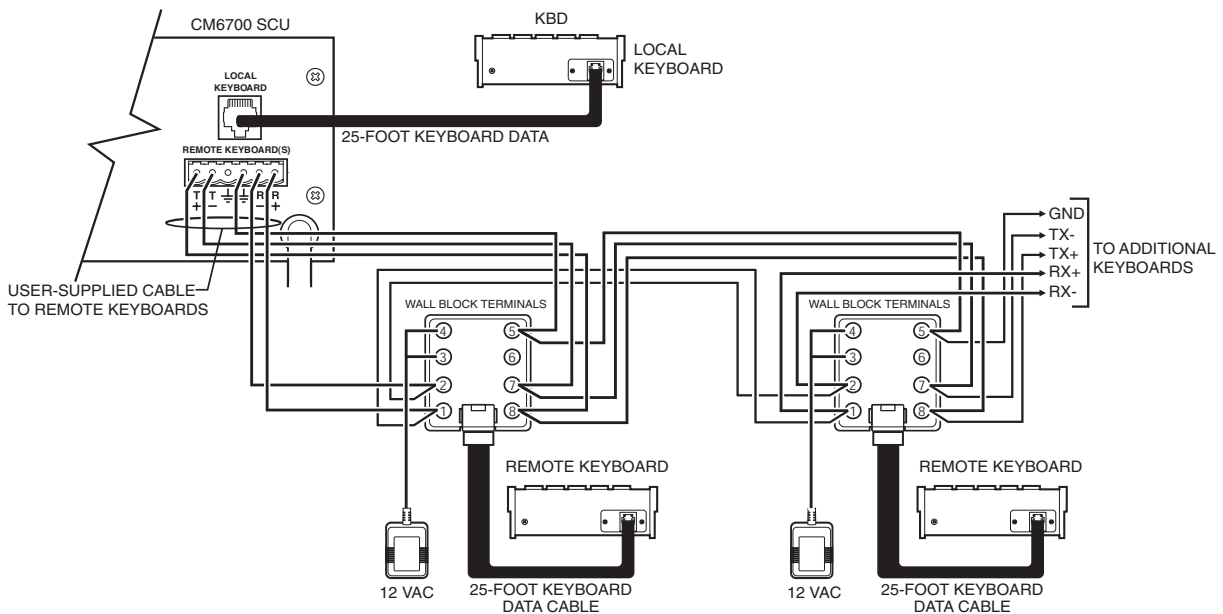 CM6700 SCU
KBD
LOCAL
KEYBOARD
LOCAL
KEYBOARD
25-FOOT KEYBOARD DATA
REMOTE KEYBOARD(S)
T T R R
+ – – +
GND
TX-
TX+
RX+
RX-
TO ADDITIONAL
KEYBOARDS
USER-SUPPLIED CABLE
TO REMOTE KEYBOARDS
WALL BLOCK TERMINALS
4 5
3 6
2 7
1 8
WALL BLOCK TERMINALS
4 5
3 6
2 7
1 8
REMOTE KEYBOARD
REMOTE KEYBOARD
12 VAC
25-FOOT KEYBOARD
DATA CABLE
12 VAC
25-FOOT KEYBOARD
DATA CABLE